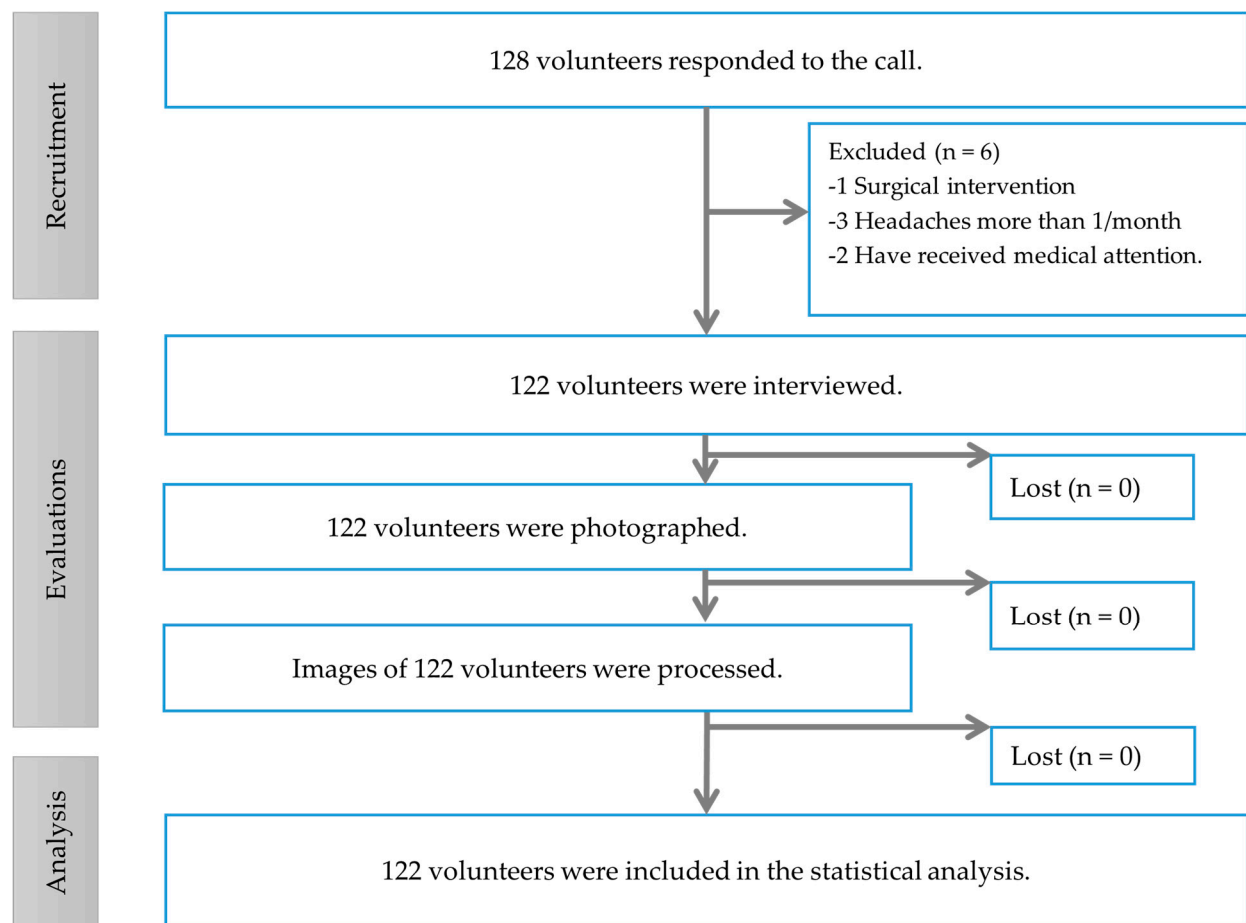 Recruitment
128 volunteers responded to the call.
Excluded (n = 6)
-1 Surgical intervention
-3 Headaches more than 1/month
-2 Have received medical attention.
Evaluations
122 volunteers were interviewed.
Lost (n = 0)
122 volunteers were photographed.
Lost (n = 0)
Images of 122 volunteers were processed.
Lost (n = 0)
Analysis
122 volunteers were included in the statistical analysis.